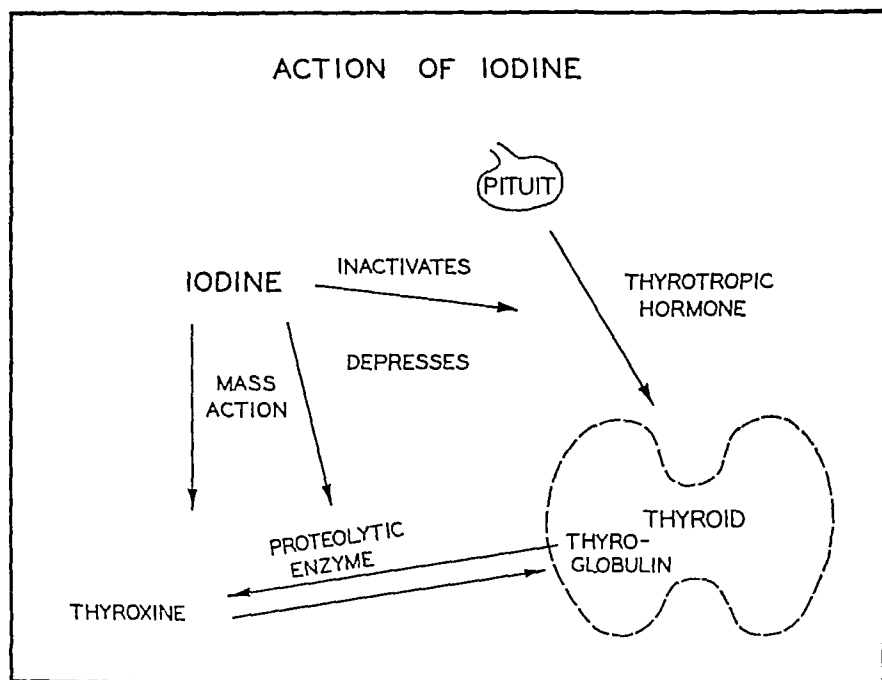 ACTION OF IODINE
PITUIT
INACTIVATES
IODINE
THYROTROPIC
HORMONE
DEPRESSES
MASS
ACTION
THYROID
PROTEOLYTIC
ENZYME
THYRO-
GLOBULIN
THYROXINE